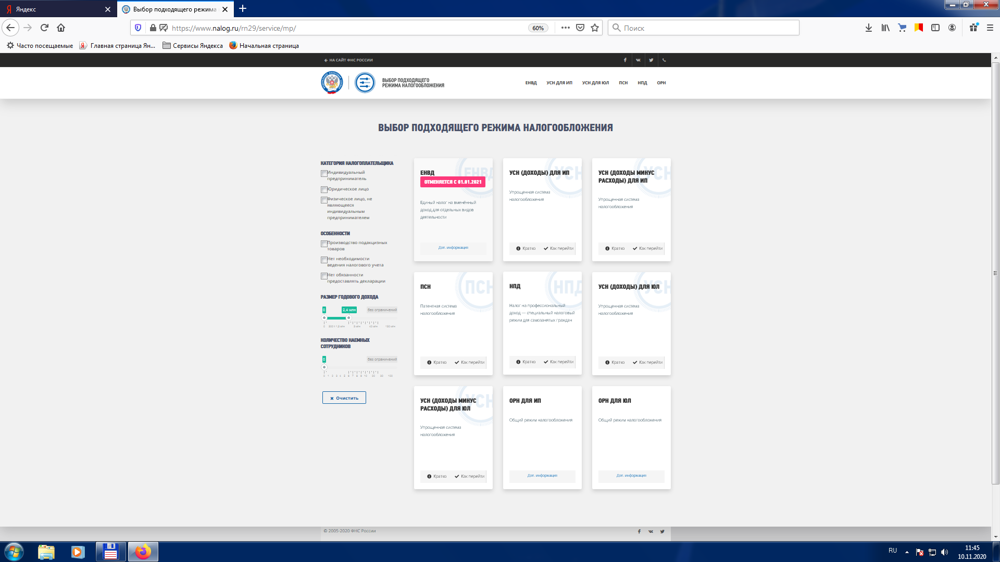 Яндекс
Выбор подходящего режима
https://www.nalog.ru/rn29/service/mp/
60%
Поиск
Часто посещаемые
Главная страница Ян...
Сервисы Яндекса
Начальная страница
НА САЙТ ФНС РОССИИ
ВЫБОР ПОДХОДЯЩЕГО
РЕЖИМА НАЛОГООБЛОЖЕНИЯ
ЕНВД
УСН ДЛЯ ИП
УСН ДЛЯ ЮЛ
ПСН
НПД
ОРН
ВЫБОР ПОДХОДЯЩЕГО РЕЖИМА НАЛОГООБЛОЖЕНИЯ
КАТЕГОРИЯ НАЛОГОПЛАТЕЛЬЩИКА
Индивидуальный
предприниматель
Юридическое лицо
Физическое лицо, не
являющееся
индивидуальным
предпринимателем
ОСОБЕННОСТИ
Производство подакцизных
товаров
Нет необходимости
ведения налогового учета
Нет обязанности
предоставлять декларации
РАЗМЕР ГОДОВОГО ДОХОДА
0
2,4 млн
без ограничений
0
5 млн
60 млн
150 млн
КОЛИЧЕСТВО НАЕМНЫХ
СОТРУДНИКОВ
0
без ограничений
0 1 2 3 4 5 6 7 8 9 10
100
Очистить
ЕНВД
ЕНВД
ОТМЕНЯЕТСЯ С 01.01.2021
Единый налог на вменённый
доход для отдельных видов
деятельности
Доп. информация
УСН
УСН (ДОХОДЫ) ДЛЯ ИП
Упрощенная система
налогообложения
Кратко
Как перейти
УСН
УСН (ДОХОДЫ МИНУС
РАСХОДЫ) ДЛЯ ИП
Упрощенная система
налогообложения
Кратко
Как перейти
ПСН
ПСН
Патентная система
налогообложения
Кратко
Как перейти
НПД
НПД
Налог на профессиональный
доход — специальный налоговый
режим для самозанятых граждан
Кратко
Как перейти
УСН
УСН (ДОХОДЫ) ДЛЯ ЮЛ
Упрощенная система
налогообложения
Кратко
Как перейти
УСН
УСН (ДОХОДЫ МИНУС
РАСХОДЫ) ДЛЯ ЮЛ
Упрощенная система
налогообложения
Кратко
Как перейти
ОРН ДЛЯ ИП
Общий режим налогообложения
Доп. информация
ОРН ДЛЯ ЮЛ
Общий режим налогообложения
Доп. информация
© 2005-2020 ФНС России
RU
11:45
10.11.2020